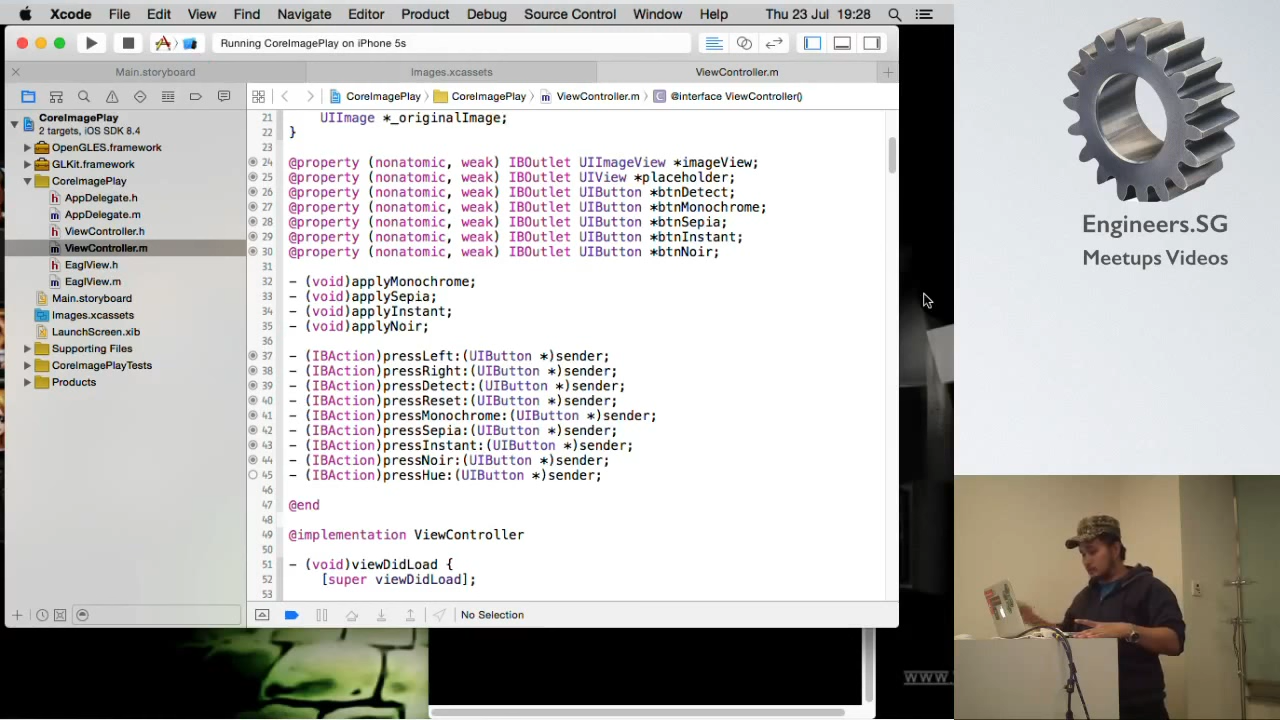 Xcode File Edit View Find Navigate Editor Product Debug Source Control Window Help Thu 23 Jul 19:28
Running CoreImagePlay on iPhone 5s
Main.storyboard Images.xcassets ViewController.m
CoreImagePlay CoreImagePlay ViewController.m @interface ViewController()
CoreImagePlay
2 targets, iOS SDK 8.4
OpenGLES.framework
GLKit.framework
CoreImagePlay
AppDelegate.h
AppDelegate.m
ViewController.h
ViewController.m
EaglView.h
EaglView.m
Main.storyboard
Images.xcassets
LaunchScreen.xib
Supporting Files
CoreImagePlayTests
Products
21 UIImage *_originalImage;
22 }
23
24 @property (nonatomic, weak) IBOutlet UIImageView *imageView;
25 @property (nonatomic, weak) IBOutlet UIView *placeholder;
26 @property (nonatomic, weak) IBOutlet UIButton *btnDetect;
27 @property (nonatomic, weak) IBOutlet UIButton *btnMonochrome;
28 @property (nonatomic, weak) IBOutlet UIButton *btnSepia;
29 @property (nonatomic, weak) IBOutlet UIButton *btnInstant;
30 @property (nonatomic, weak) IBOutlet UIButton *btnNoir;
31
32 - (void)applyMonochrome;
33 - (void)applySepia;
34 - (void)applyInstant;
35 - (void)applyNoir;
36
37 - (IBAction)pressLeft:(UIButton *)sender;
38 - (IBAction)pressRight:(UIButton *)sender;
39 - (IBAction)pressDetect:(UIButton *)sender;
40 - (IBAction)pressReset:(UIButton *)sender;
41 - (IBAction)pressMonochrome:(UIButton *)sender;
42 - (IBAction)pressSepia:(UIButton *)sender;
43 - (IBAction)pressInstant:(UIButton *)sender;
44 - (IBAction)pressNoir:(UIButton *)sender;
45 - (IBAction)pressHue:(UIButton *)sender;
46
47 @end
48
49 @implementation ViewController
50
51 - (void)viewDidLoad {
52 [super viewDidLoad];
53
No Selection
www
Engineers.SG
Meetups Videos